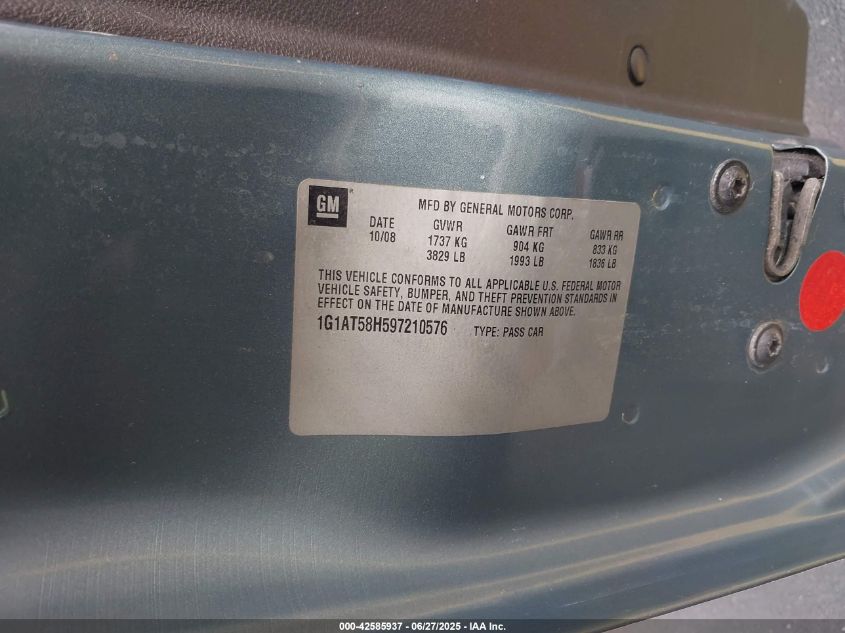 GM
MFD BY GENERAL MOTORS CORP.
DATE GVWR GAWR FRT GAWR RR
10/08 1737 KG 904 KG 833 KG
3829 LB 1993 LB 1836 LB
THIS VEHICLE CONFORMS TO ALL APPLICABLE U.S. FEDERAL MOTOR
VEHICLE SAFETY, BUMPER, AND THEFT PREVENTION STANDARDS IN
EFFECT ON THE DATE OF MANUFACTURE SHOWN ABOVE.
1G1AT58H597210576 TYPE: PASS CAR
000-42585937 - 06/27/2025 - IAA Inc.